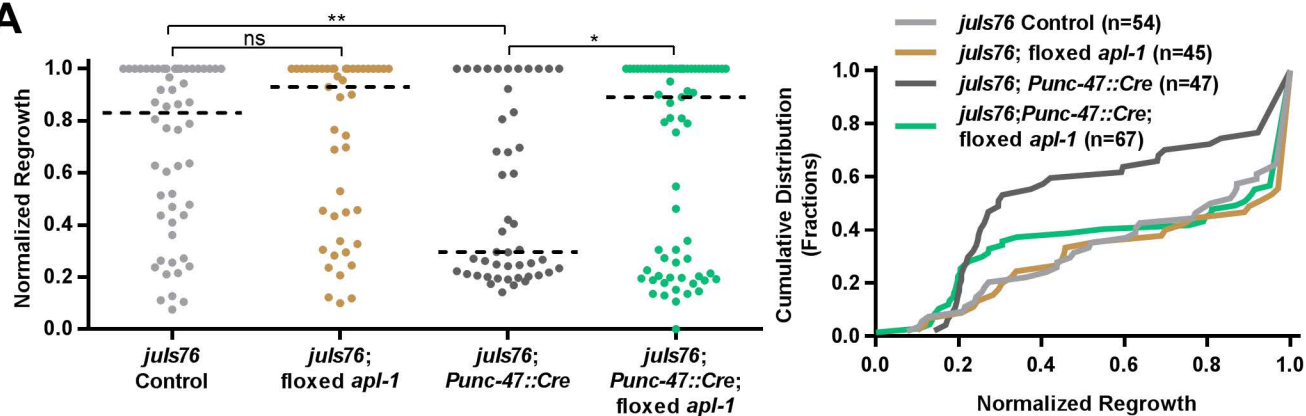 A
**
ns
*
Normalized Regrowth
1.0
0.8
0.6
0.4
0.2
0.0
juIs76
Control
juIs76;
floxed apl-1
juIs76;
Punc-47::Cre
juIs76;
Punc-47::Cre;
floxed apl-1
juIs76 Control (n=54)
juIs76; floxed apl-1 (n=45)
juIs76; Punc-47::Cre (n=47)
juIs76;Punc-47::Cre;
floxed apl-1 (n=67)
Cumulative Distribution
(Fractions)
1.0
0.8
0.6
0.4
0.2
0.0
0.0 0.2 0.4 0.6 0.8 1.0
Normalized Regrowth